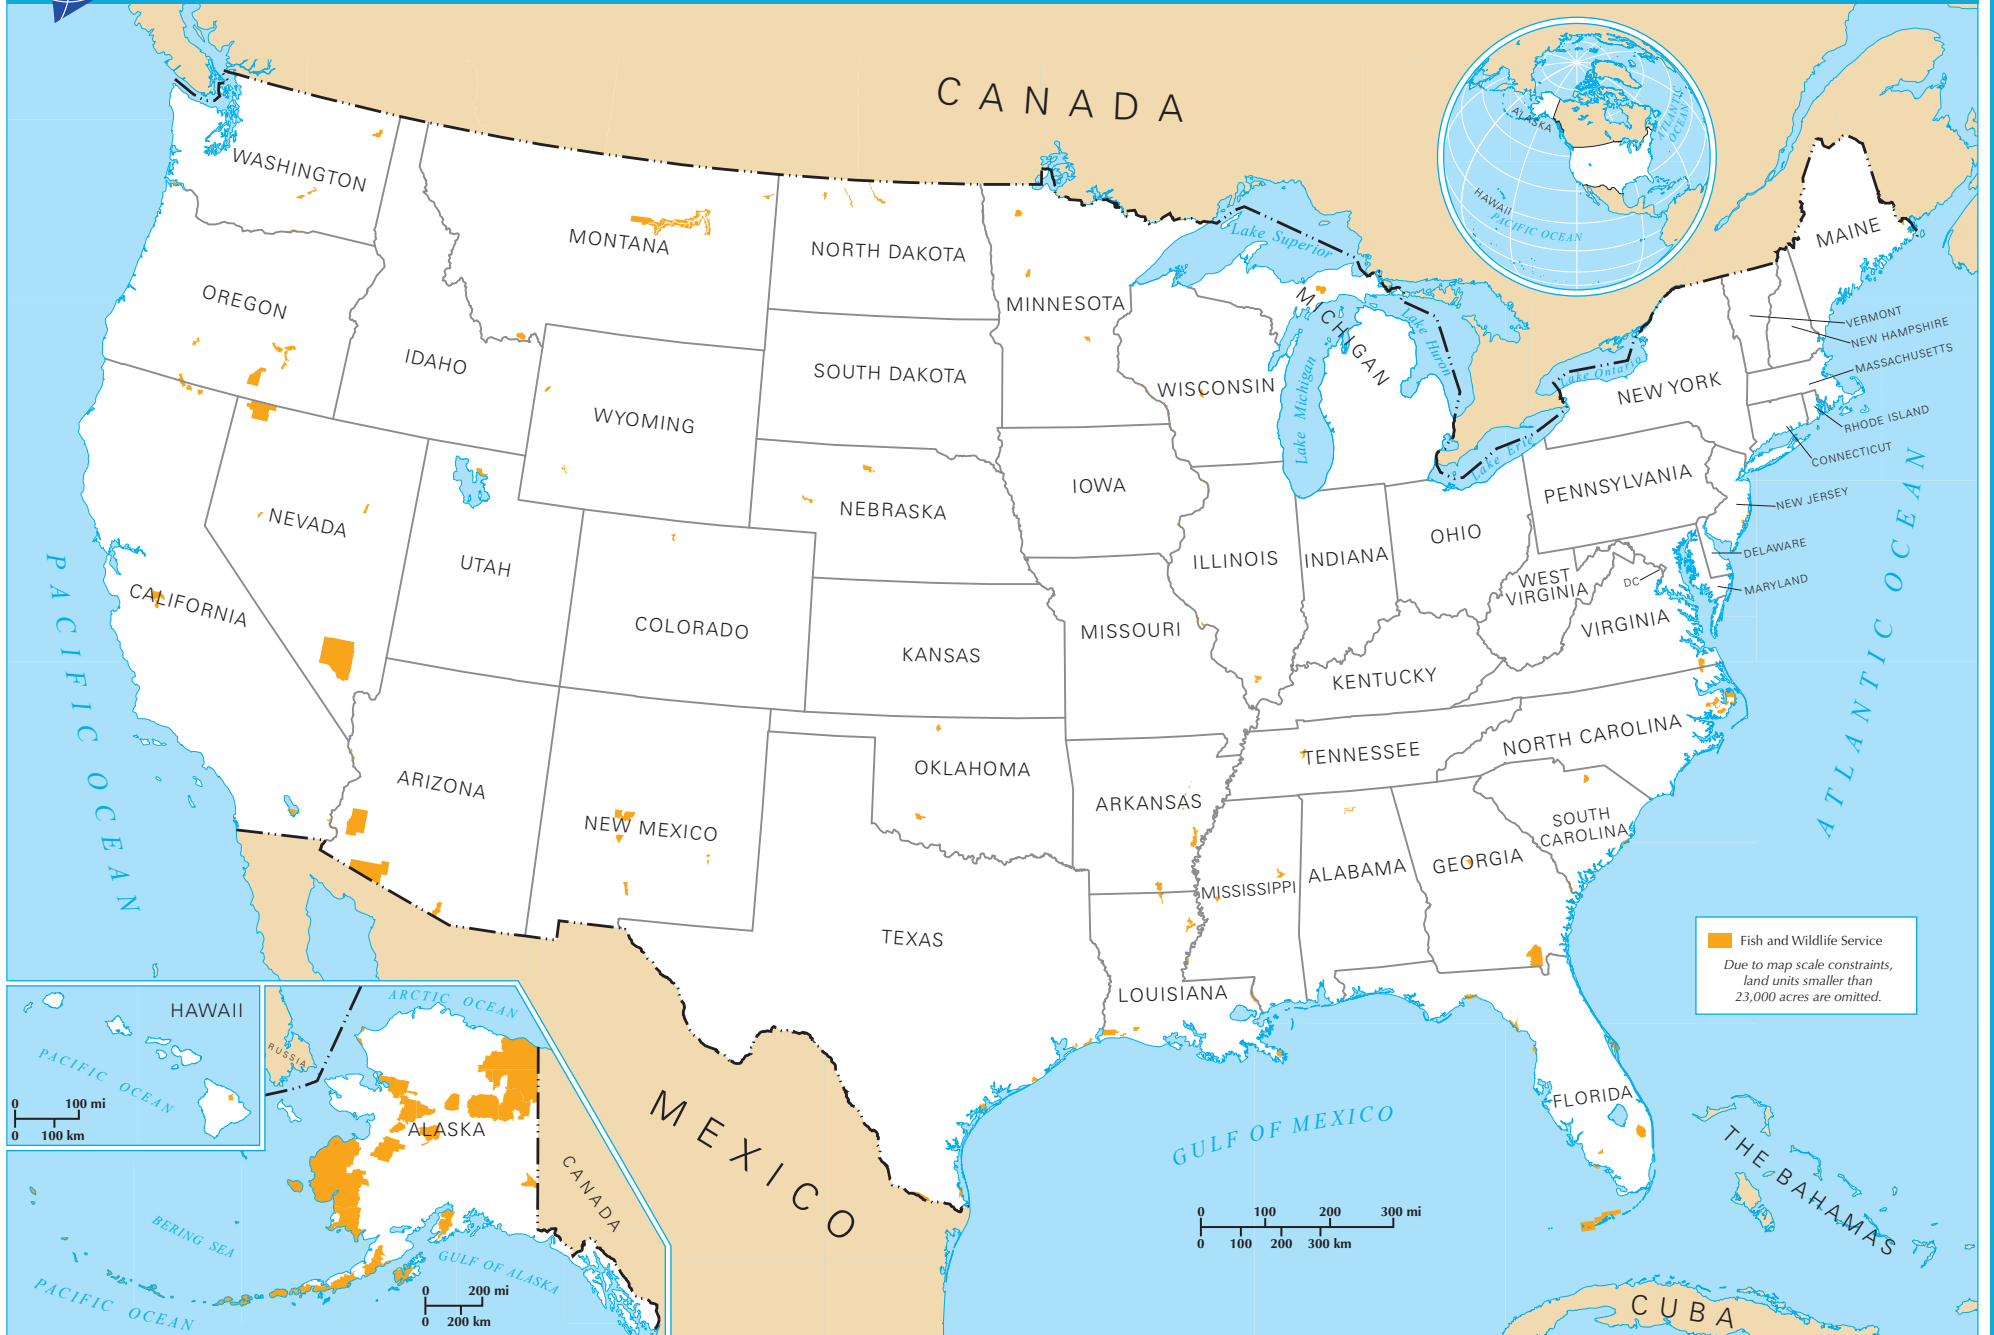 CANADA
ALASKA
ATLANTIC
OCEAN
HAWAII
PACIFIC OCEAN
WASHINGTON
MONTANA
NORTH DAKOTA
MINNESOTA
Lake Superior
MICHIGAN
Lake Huron
Lake Michigan
Lake Ontario
Lake Erie
MAINE
VERMONT
NEW HAMPSHIRE
MASSACHUSETTS
RHODE ISLAND
CONNECTICUT
NEW JERSEY
DELAWARE
MARYLAND
OREGON
IDAHO
WYOMING
SOUTH DAKOTA
WISCONSIN
NEW YORK
PENNSYLVANIA
NEVADA
UTAH
NEBRASKA
IOWA
ILLINOIS
INDIANA
OHIO
WEST
VIRGINIA
DC
VIRGINIA
CALIFORNIA
COLORADO
KANSAS
MISSOURI
KENTUCKY
ARIZONA
NEW MEXICO
OKLAHOMA
ARKANSAS
TENNESSEE
NORTH CAROLINA
SOUTH
CAROLINA
TEXAS
LOUISIANA
MISSISSIPPI
ALABAMA
GEORGIA
FLORIDA
PACIFIC OCEAN
ATLANTIC OCEAN
Fish and Wildlife Service
Due to map scale constraints,
land units smaller than
23,000 acres are omitted.
HAWAII
PACIFIC OCEAN
0 100 mi
0 100 km
ARCTIC OCEAN
RUSSIA
ALASKA
CANADA
BERING SEA
GULF OF ALASKA
PACIFIC OCEAN
0 200 mi
0 200 km
MEXICO
GULF OF MEXICO
0 100 200 300 mi
0 100 200 300 km
THE BAHAMAS
CUBA